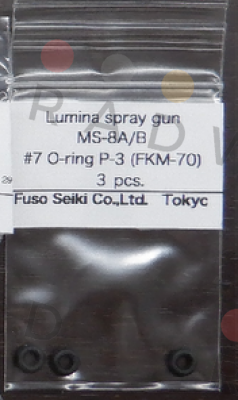 Lumina spray gun
MS-8A/B
#7 O-ring P-3 (FKM-70)
3 pcs.
Fuso Seiki Co.,Ltd. Tokyo